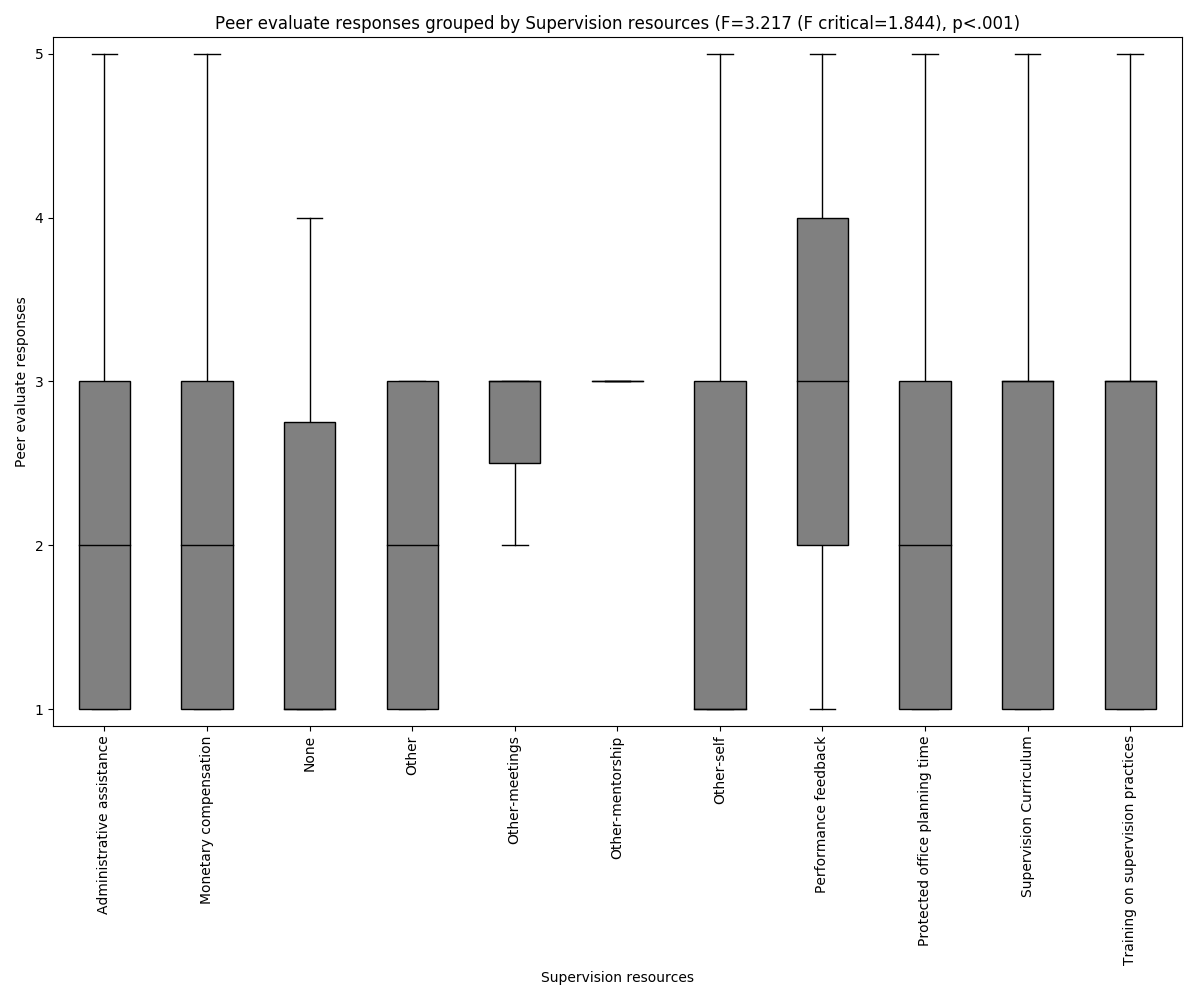 Peer evaluate responses grouped by Supervision resources (F=3.217 (F critical=1.844), p<.001)
5
4
3
2
1
Peer evaluate responses
Administrative assistance
Monetary compensation
None
Other
Other-meetings
Other-mentorship
Other-self
Performance feedback
Protected office planning time
Supervision Curriculum
Training on supervision practices
Supervision resources